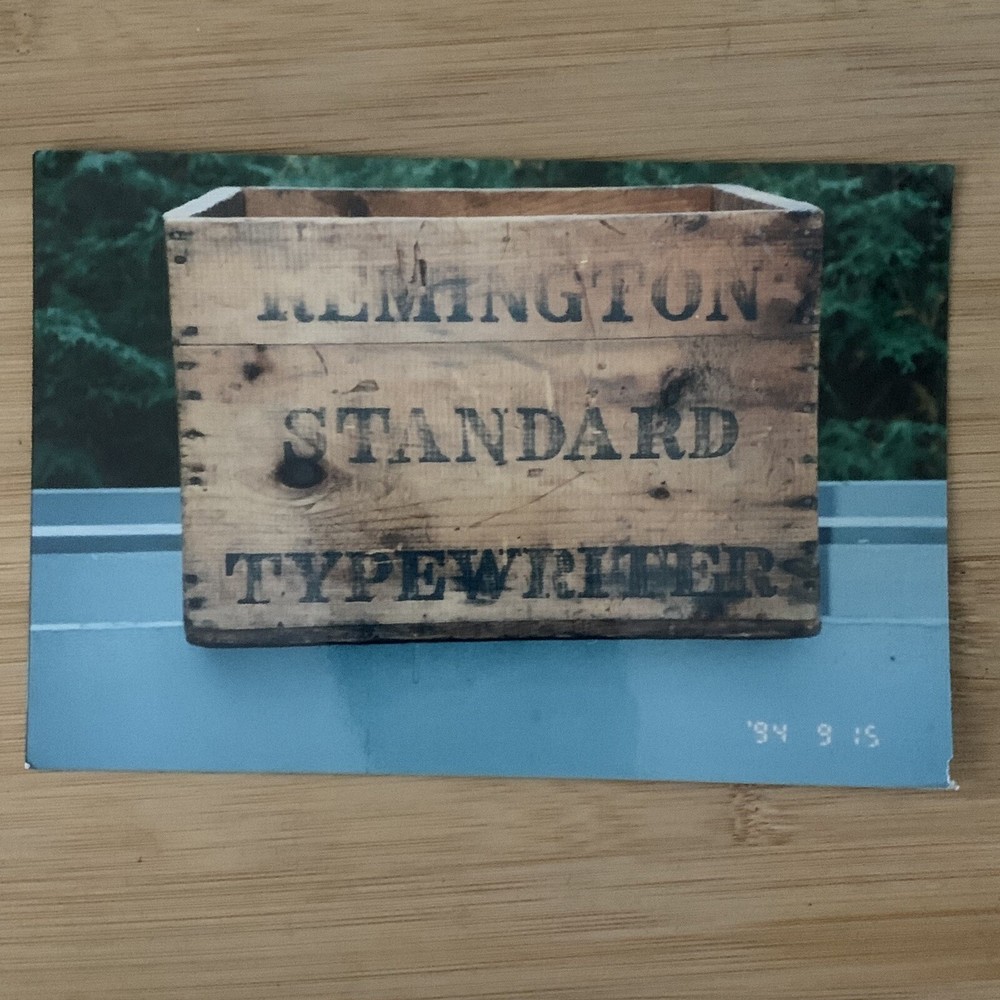 REMINGTON
STANDARD
TYPEWRITER
'94 9 15